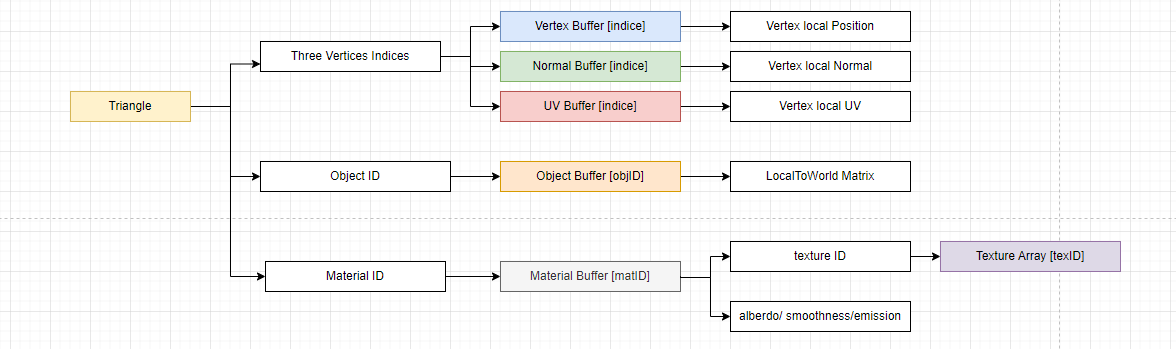 Vertex Buffer [indice]
Vertex local Position
Three Vertices Indices
Normal Buffer [indice]
Vertex local Normal
Triangle
UV Buffer [indice]
Vertex local UV
Object ID
Object Buffer [objID]
LocalToWorld Matrix
texture ID
Texture Array [texID]
Material ID
Material Buffer [matID]
alberdo/ smoothness/emission